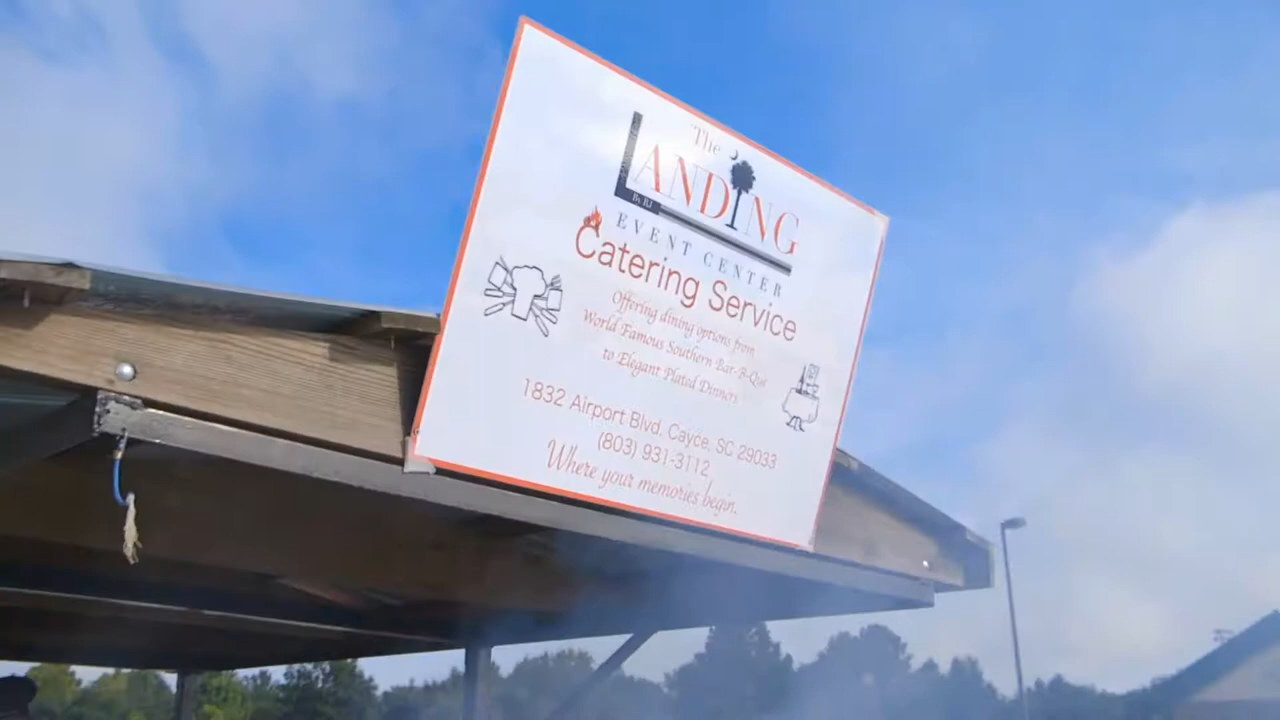 The
LANDING
By BJ
EVENT CENTER
Catering Service
Offering dining options from
World Famous Southern Bar-B-Que
to Elegant Plated Dinners
1832 Airport Blvd. Cayce, SC 29033
(803) 931-3112
Where your memories begin.